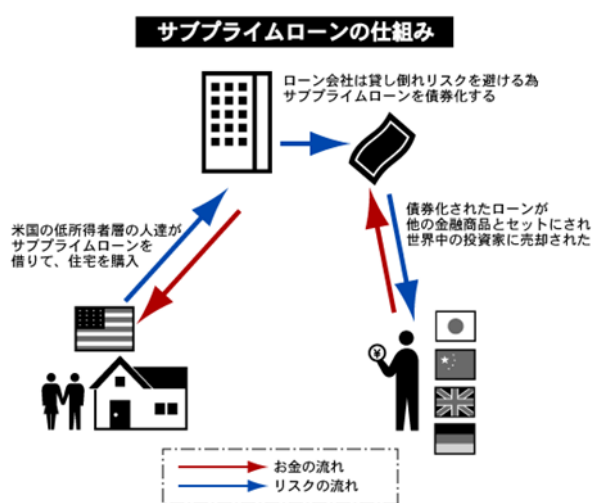 サブプライムローンの仕組み
ローン会社は貸し倒れリスクを避ける為
サブプライムローンを債券化する
米国の低所得者層の人達が
サブプライムローンを
借りて、住宅を購入
債券化されたローンが
他の金融商品とセットにされ
世界中の投資家に売却された
¥
お金の流れ
リスクの流れ